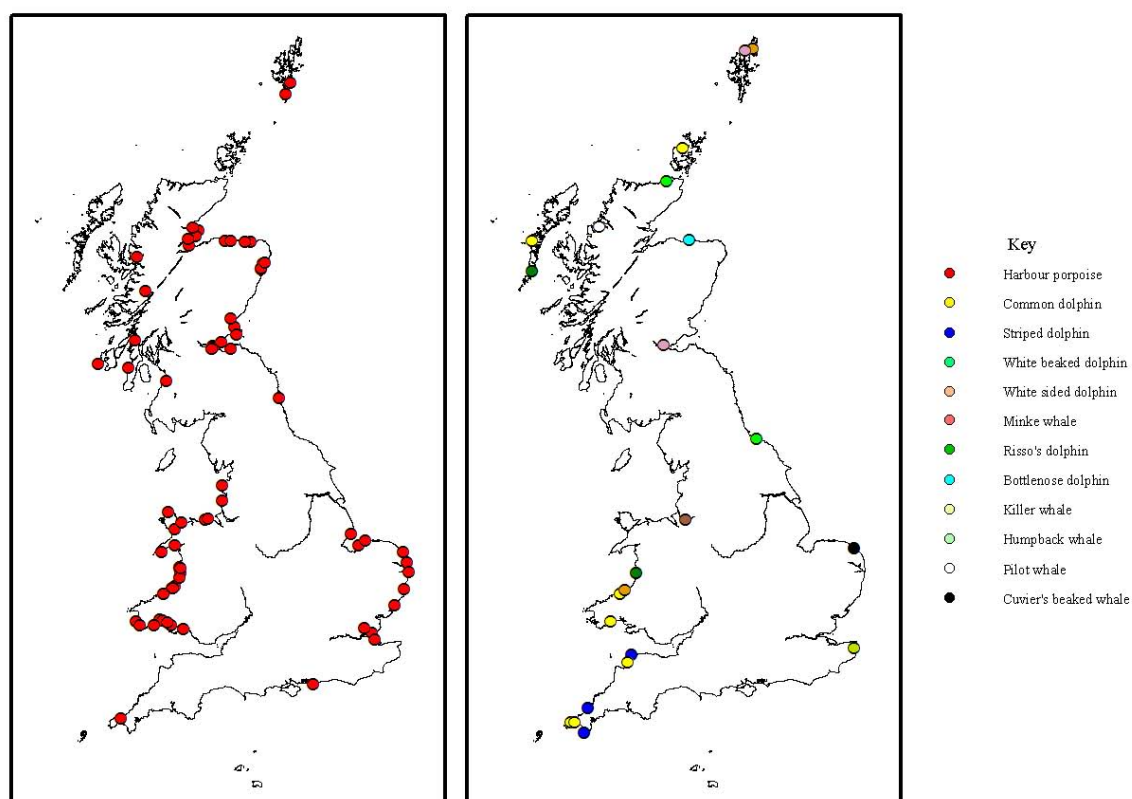 Key
Harbour porpoise
Common dolphin
Striped dolphin
White beaked dolphin
White sided dolphin
Minke whale
Risso's dolphin
Bottlenose dolphin
Killer whale
Humpback whale
Pilot whale
Cuvier's beaked whale